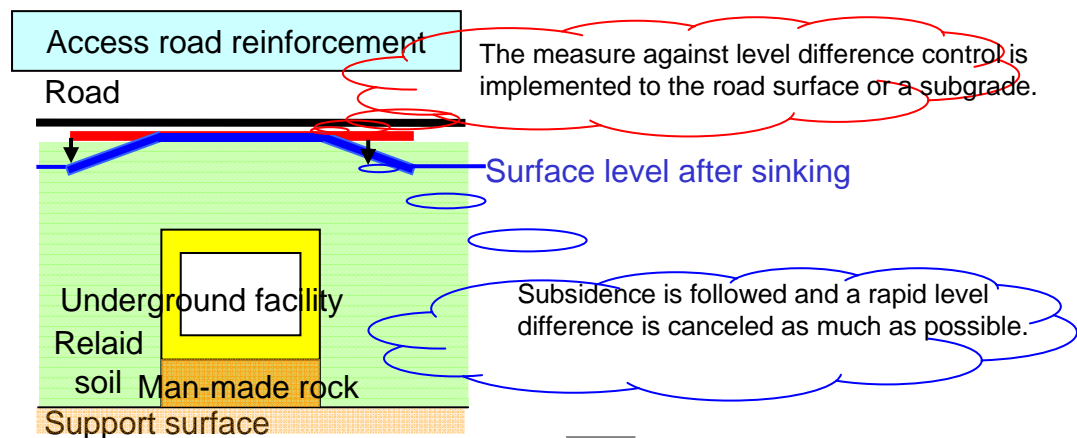 Access road reinforcement
The measure against level difference control is
implemented to the road surface or a subgrade.
Road
Surface level after sinking
Underground facility
Subsidence is followed and a rapid level
difference is canceled as much as possible.
Relaid
soil
Man-made rock
Support surface